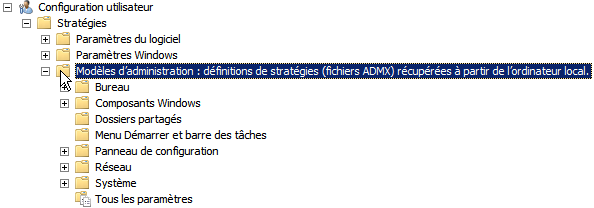 Configuration utilisateur
Stratégies
Paramètres du logiciel
Paramètres Windows
Modèles d'administration : définitions de stratégies (fichiers ADMX) récupérées à partir de l'ordinateur local.
Bureau
Composants Windows
Dossiers partagés
Menu Démarrer et barre des tâches
Panneau de configuration
Réseau
Système
Tous les paramètres